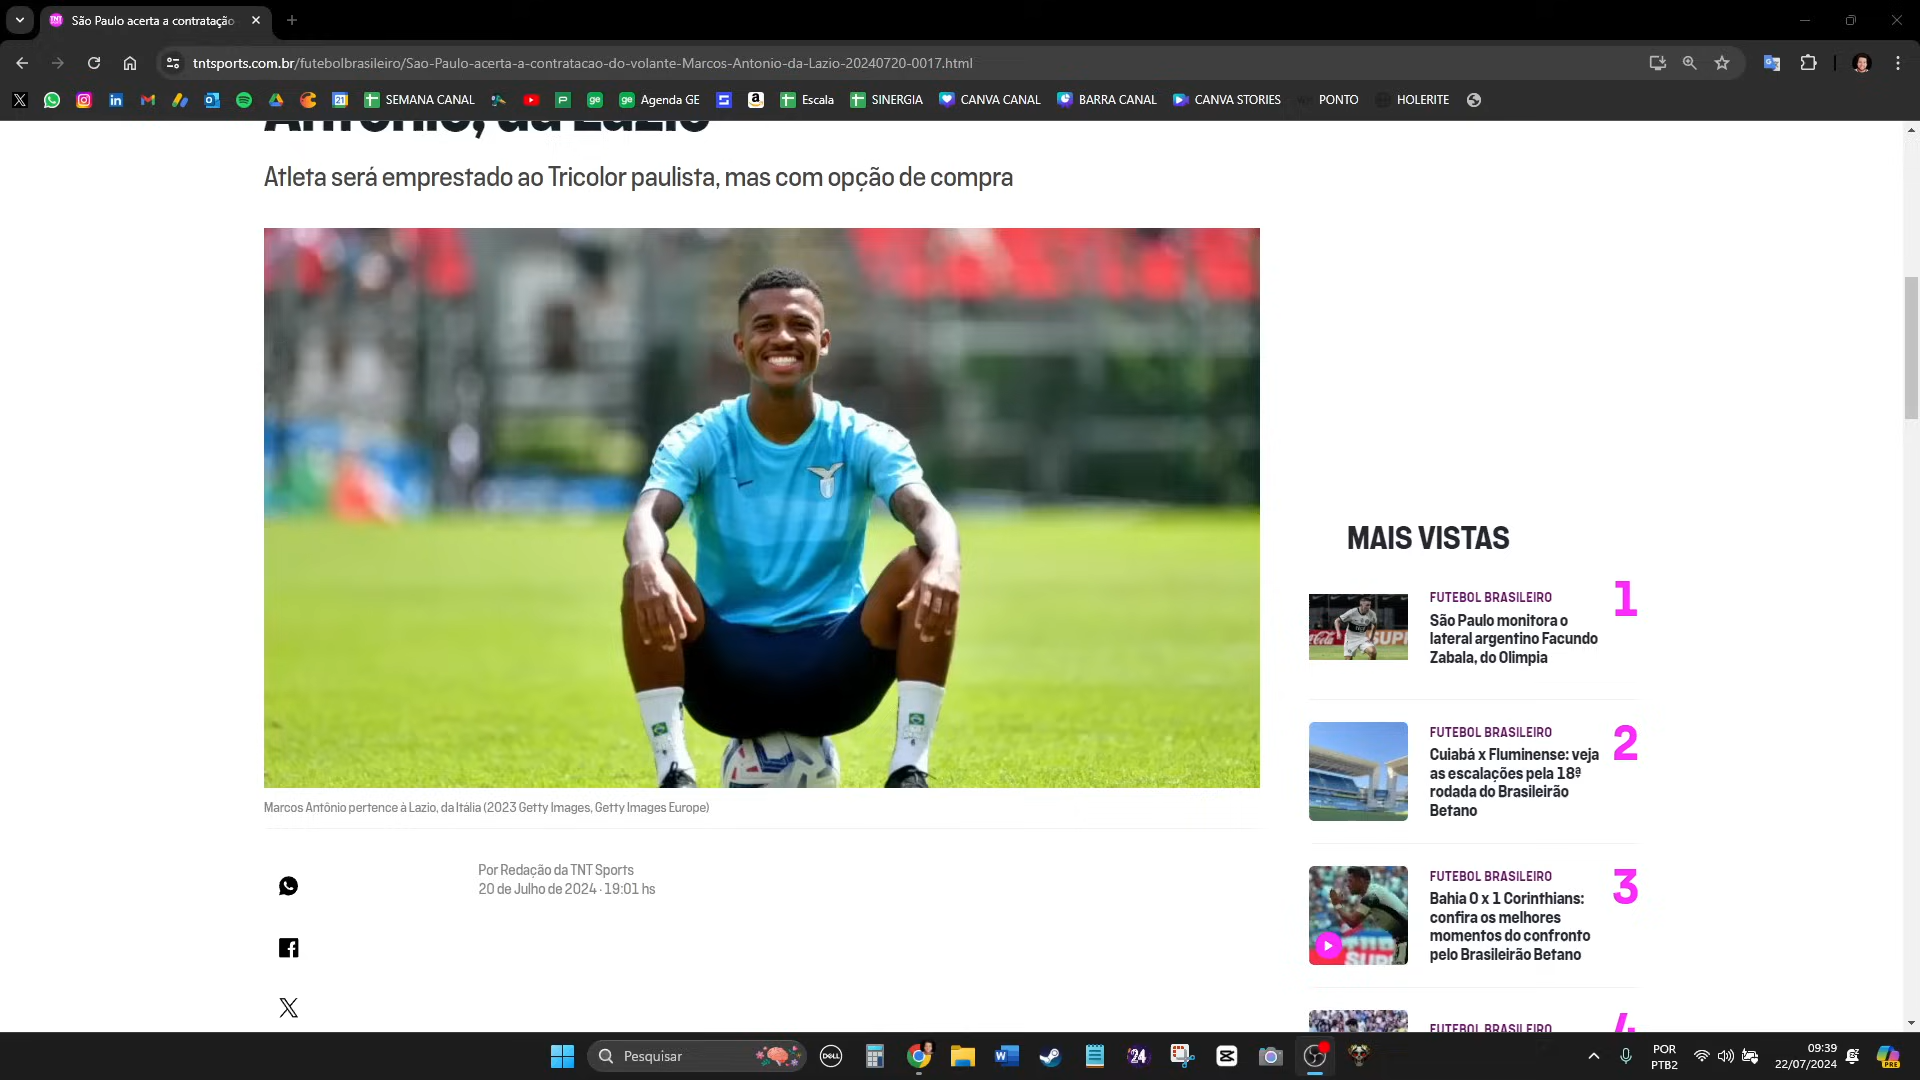 São Paulo acerta a contratação
tntsports.com.br/futebolbrasileiro/Sao-Paulo-acerta-a-contratacao-do-volante-Marcos-Antonio-da-Lazio-20240720-0017.html
SEMANA CANAL
Agenda GE
Escala
SINERGIA
CANVA CANAL
BARRA CANAL
CANVA STORIES
PONTO
HOLERITE
Antônio, da Lazio
Atleta será emprestado ao Tricolor paulista, mas com opção de compra
Marcos Antônio pertence à Lazio, da Itália (2023 Getty Images, Getty Images Europe)
Por Redação da TNT Sports
20 de Julho de 2024 · 19:01 hs
MAIS VISTAS
FUTEBOL BRASILEIRO
1
São Paulo monitora o
lateral argentino Facundo
Zabala, do Olimpia
FUTEBOL BRASILEIRO
2
Cuiabá x Fluminense: veja
as escalações pela 18ª
rodada do Brasileirão
Betano
FUTEBOL BRASILEIRO
3
Bahia 0 x 1 Corinthians:
confira os melhores
momentos do confronto
pelo Brasileirão Betano
FUTEBOL BRASILEIRO
4
Pesquisar
POR
PTB2
09:39
22/07/2024